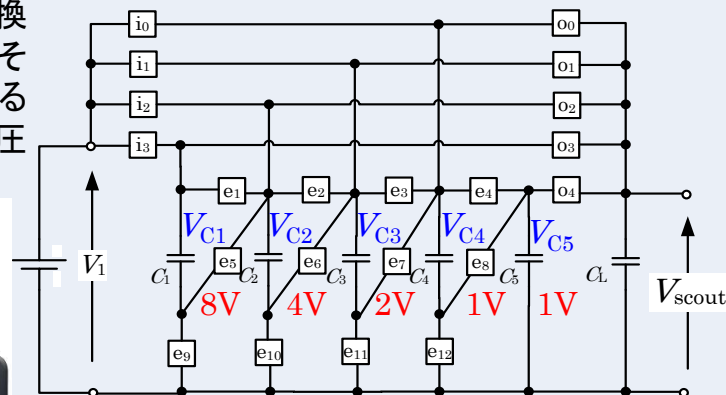 換
そ
る
圧
i0 o0
i1 o1
i2 o2
i3 o3
e1 e2 e3 e4 o4
VC1 VC2 VC3 VC4 VC5
e5 e6 e7 e8
C1 C2 C3 C4 C5 CL
V1
8V 4V 2V 1V 1V
Vscout
e9 e10 e11 e12